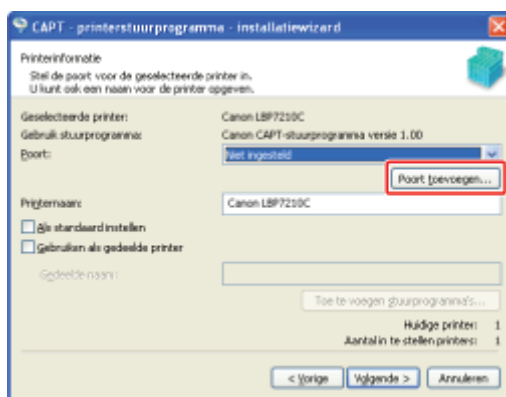 CAPT - printerstuurprogramma - installatiewizard
Printerinformatie
Stel de poort voor de geselecteerde printer in.
U kunt ook een naam voor de printer opgeven.
Geselecteerde printer: Canon LBP7210C
Gebruik stuurprogramma: Canon CAPT-stuurprogramma versie 1.00
Poort: Niet ingesteld
Poort toevoegen...
Printernaam: Canon LBP7210C
Als standaard instellen
Gebruiken als gedeelde printer
Gedeelde naam:
Toe te voegen stuurprogramma's...
Huidige printer: 1
Aantal in te stellen printers: 1
< Vorige Volgende > Annuleren